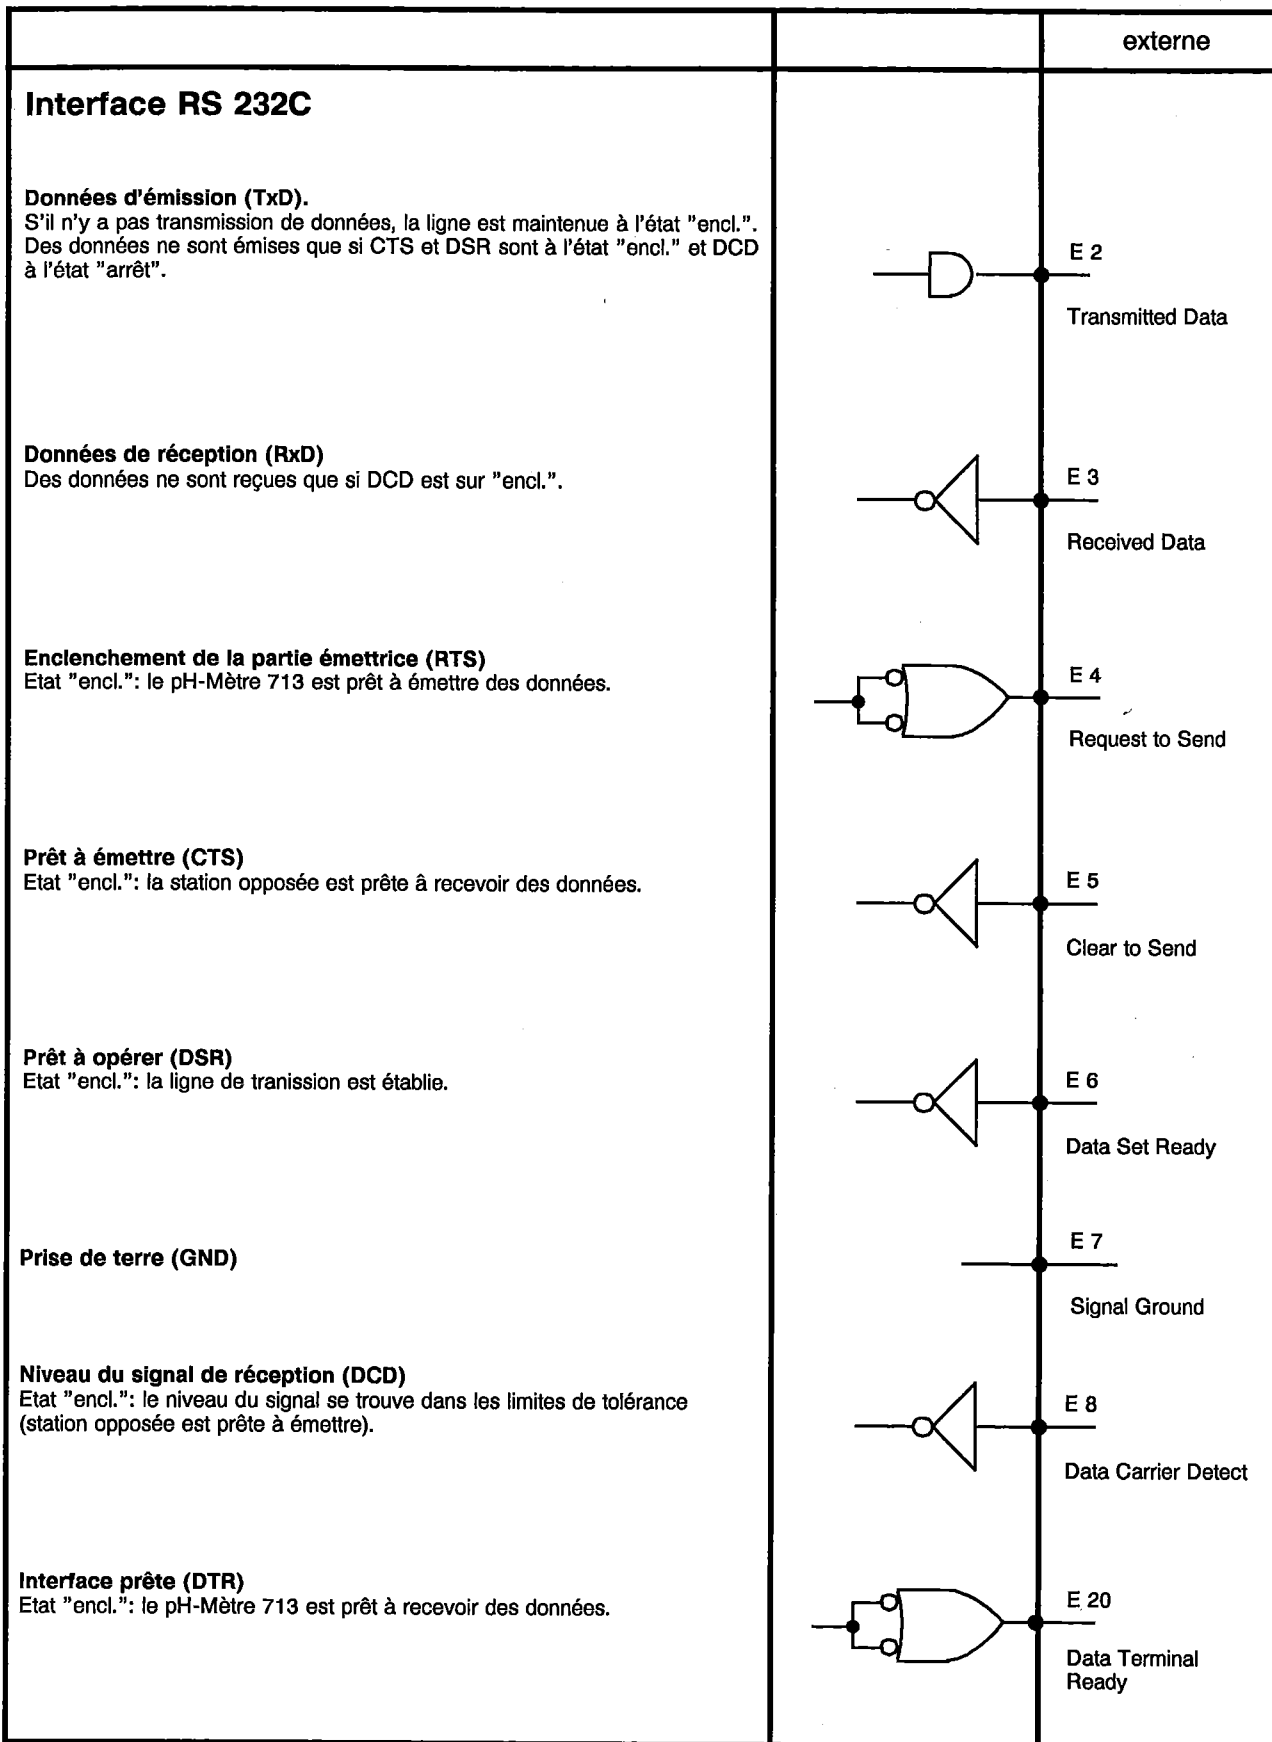 externe
Interface RS 232C
Données d'émission (TxD).
S'il n'y a pas transmission de données, la ligne est maintenue à l'état "encl.".
Des données ne sont émises que si CTS et DSR sont à l'état "encl." et DCD
à l'état "arrêt".
E 2
Transmitted Data
Données de réception (RxD)
Des données ne sont reçues que si DCD est sur "encl.".
E 3
Received Data
Enclenchement de la partie émettrice (RTS)
Etat "encl.": le pH-Mètre 713 est prêt à émettre des données.
E 4
Request to Send
Prêt à émettre (CTS)
Etat "encl.": la station opposée est prête â recevoir des données.
E 5
Clear to Send
Prêt à opérer (DSR)
Etat "encl.": la ligne de tranission est établie.
E 6
Data Set Ready
Prise de terre (GND)
E 7
Signal Ground
Niveau du signal de réception (DCD)
Etat "encl.": le niveau du signal se trouve dans les limites de tolérance
(station opposée est prête à émettre).
E 8
Data Carrier Detect
Interface prête (DTR)
Etat "encl.": le pH-Mètre 713 est prêt à recevoir des données.
E 20
Data Terminal
Ready